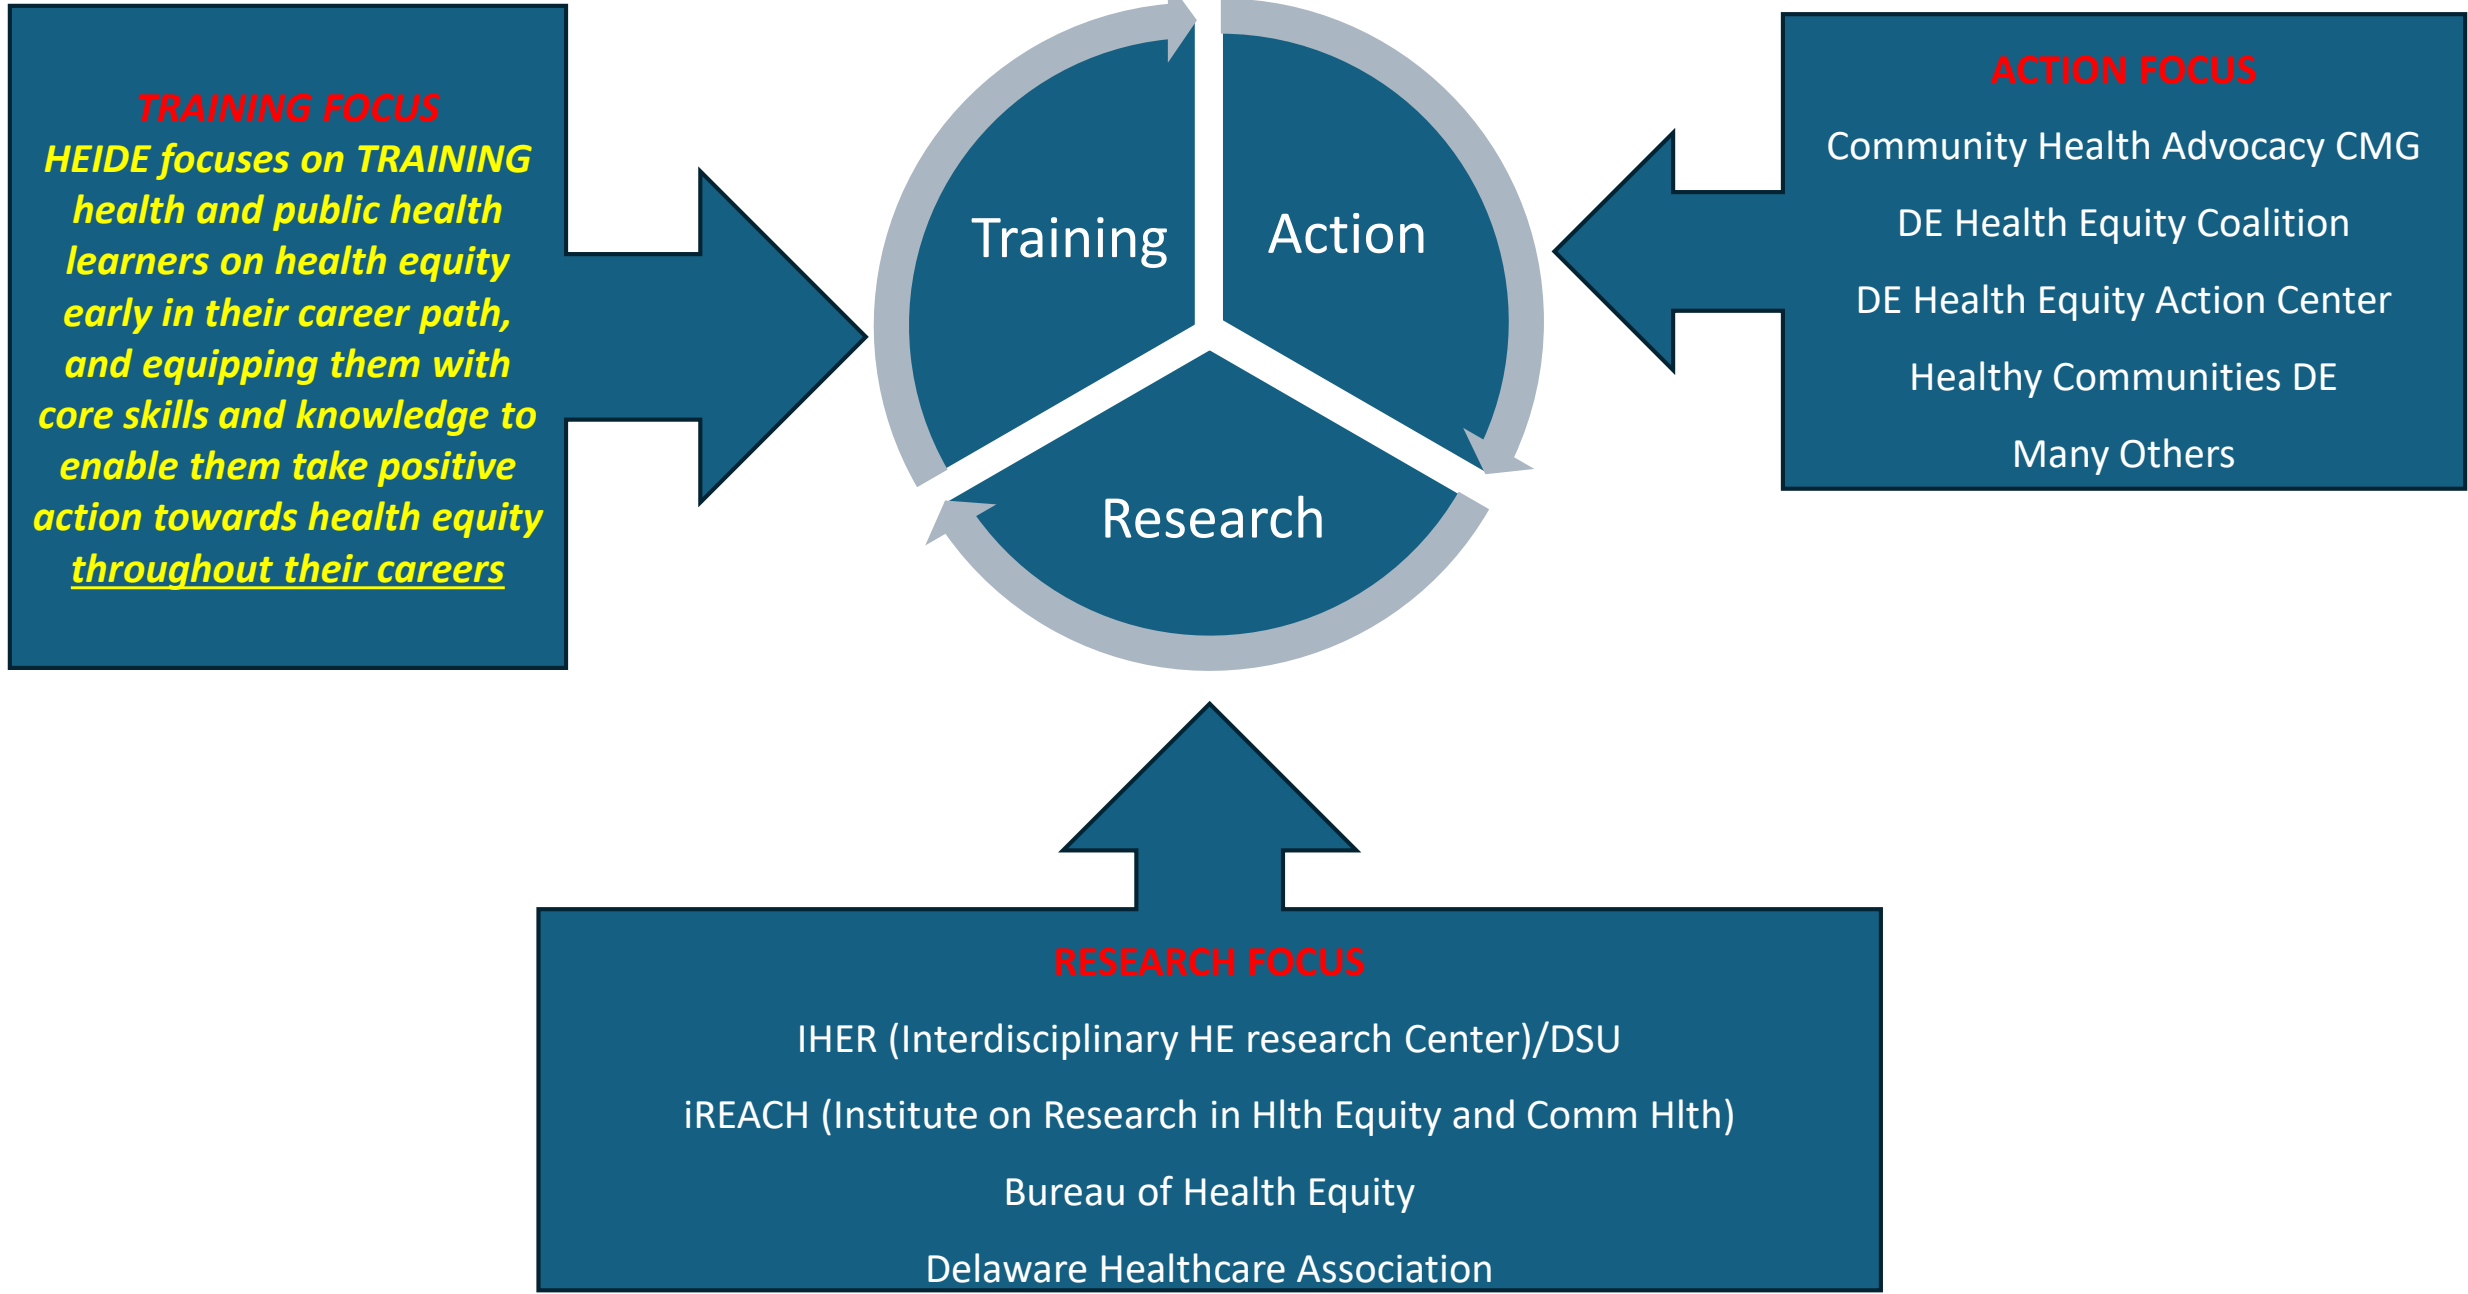 TRAINING FOCUS
HEIDE focuses on TRAINING
health and public health
learners on health equity
early in their career path,
and equipping them with
core skills and knowledge to
enable them take positive
action towards health equity
throughout their careers
Training
Action
Research
ACTION FOCUS
Community Health Advocacy CMG
DE Health Equity Coalition
DE Health Equity Action Center
Healthy Communities DE
Many Others
RESEARCH FOCUS
IHER (Interdisciplinary HE research Center)/DSU
iREACH (Institute on Research in Hlth Equity and Comm Hlth)
Bureau of Health Equity
Delaware Healthcare Association